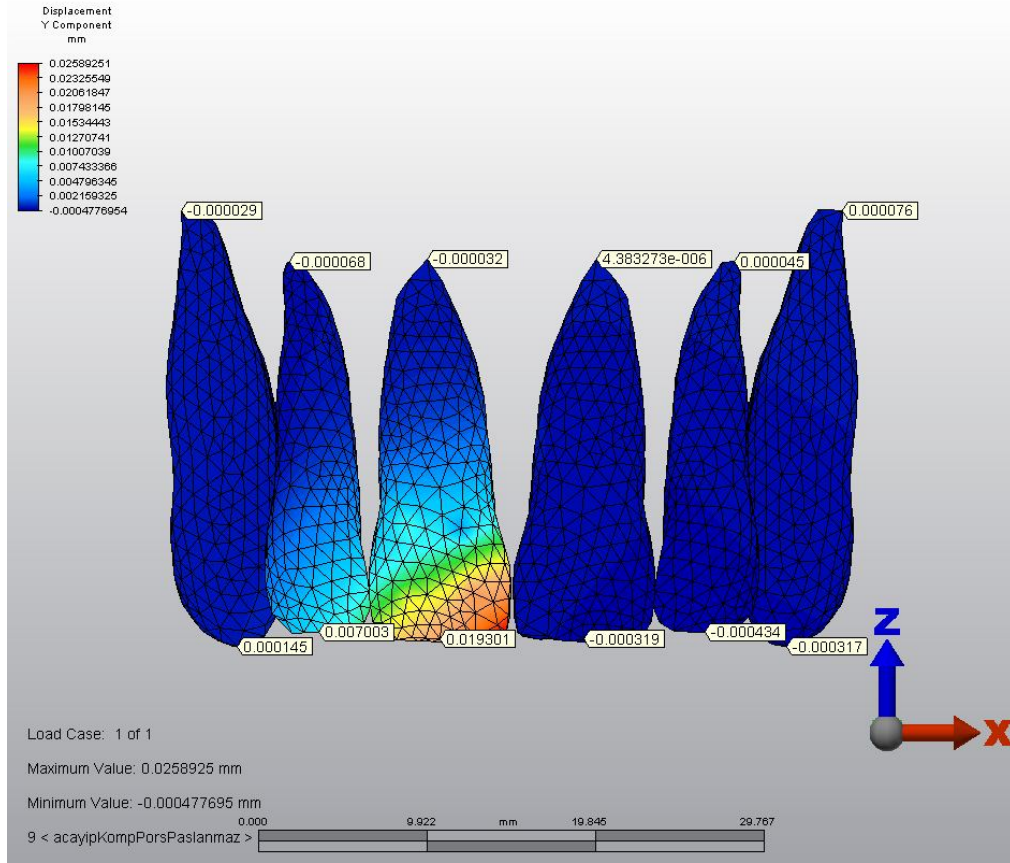 Displacement
Y Component
mm
0.02589251
0.02325549
0.02061847
0.01798145
0.01534443
0.01270741
0.01007039
0.007433366
0.004796345
0.002159325
-0.0004776954
-0.000029
0.000076
-0.000068
-0.000032
4.383273e-006
0.000045
0.007003
0.019301
-0.000319
-0.000434
0.000145
-0.000317
Z
X
Load Case: 1 of 1
Maximum Value: 0.0258925 mm
Minimum Value: -0.000477695 mm
0.000 9.922 mm 19.845 29.767
9 < acayipKompPorsPaslanmaz >